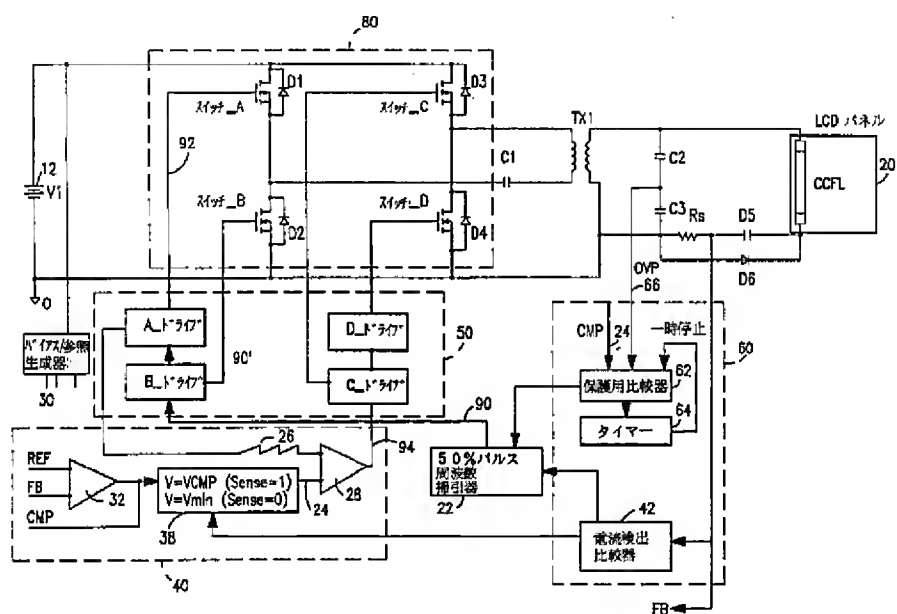 80
12
V1
スイッチ_A
D1
スイッチ_C
D3
92
スイッチ_B
D2
スイッチ_D
D4
C1
TX1
C2
C3
LCD パネル
CCFL
20
Rs
D5
D6
OVP
66
0
バイアス/参照
生成器
30
A_ドライブ
B_ドライブ
90'
D_ドライブ
C_ドライブ
50
90
94
CMP
24
一時停止
60
保護用比較器
62
タイマー
64
REF
FB
CMP
32
V=VCMP (Sense=1)
V=Vmin (Sense=0)
38
26
24
28
40
50%パルス
周波数
掃引器
22
42
電流検出
比較器
FB